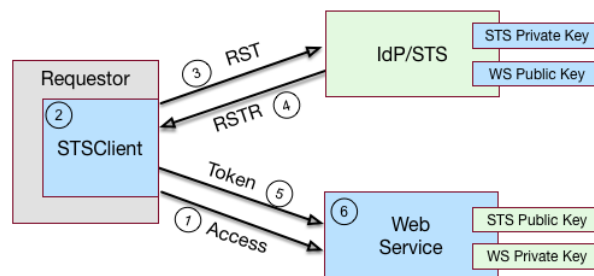 IdP/STS
STS Private Key
WS Public Key
Requestor
3 RST
RSTR 4
2
STSClient
Token 5
1 Access
6
Web
Service
STS Public Key
WS Private Key